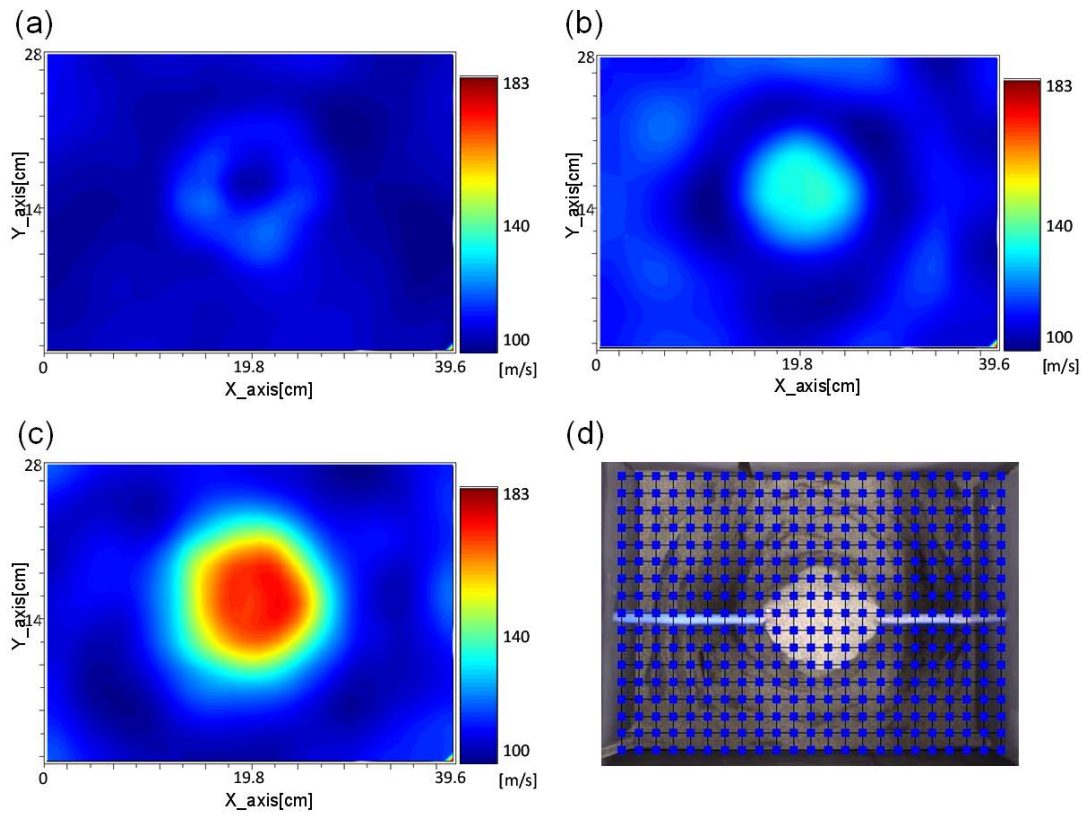 (a)
28
183
Y_axis[cm]
14
140
100
0
19.8
39.6
[m/s]
X_axis[cm]
(b)
28
183
Y_axis[cm]
14
140
100
0
19.8
39.6
[m/s]
X_axis[cm]
(c)
28
183
Y_axis[cm]
14
140
100
0
19.8
39.6
[m/s]
X_axis[cm]
(d)